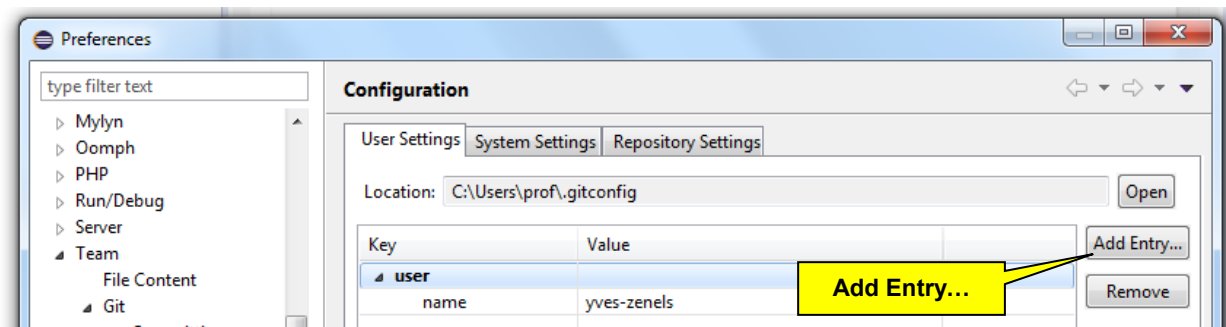 Preferences
type filter text
Configuration
Mylyn
Oomph
PHP
Run/Debug
Server
Team
File Content
Git
User Settings System Settings Repository Settings
Location: C:\Users\prof\.gitconfig Open
Key Value Add Entry...
user
name yves-zenels
Add Entry…
Remove